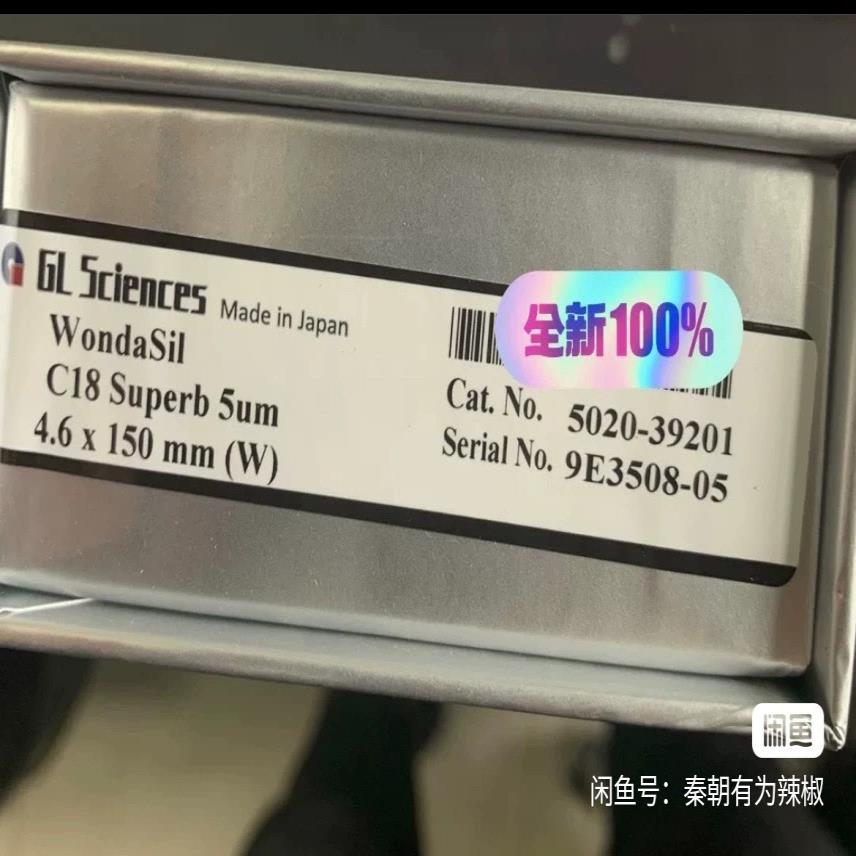 GL Sciences Made in Japan
WondaSil
C18 Superb 5um
4.6 x 150 mm (W)
全新100%
Cat. No. 5020-39201
Serial No. 9E3508-05
闲鱼
闲鱼号：秦朝有为辣椒